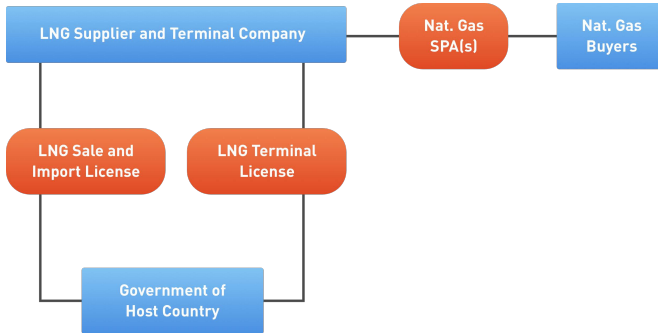 LNG Supplier and Terminal Company
Nat. Gas
SPA(s)
Nat. Gas
Buyers
LNG Sale and
Import License
LNG Terminal
License
Government of
Host Country